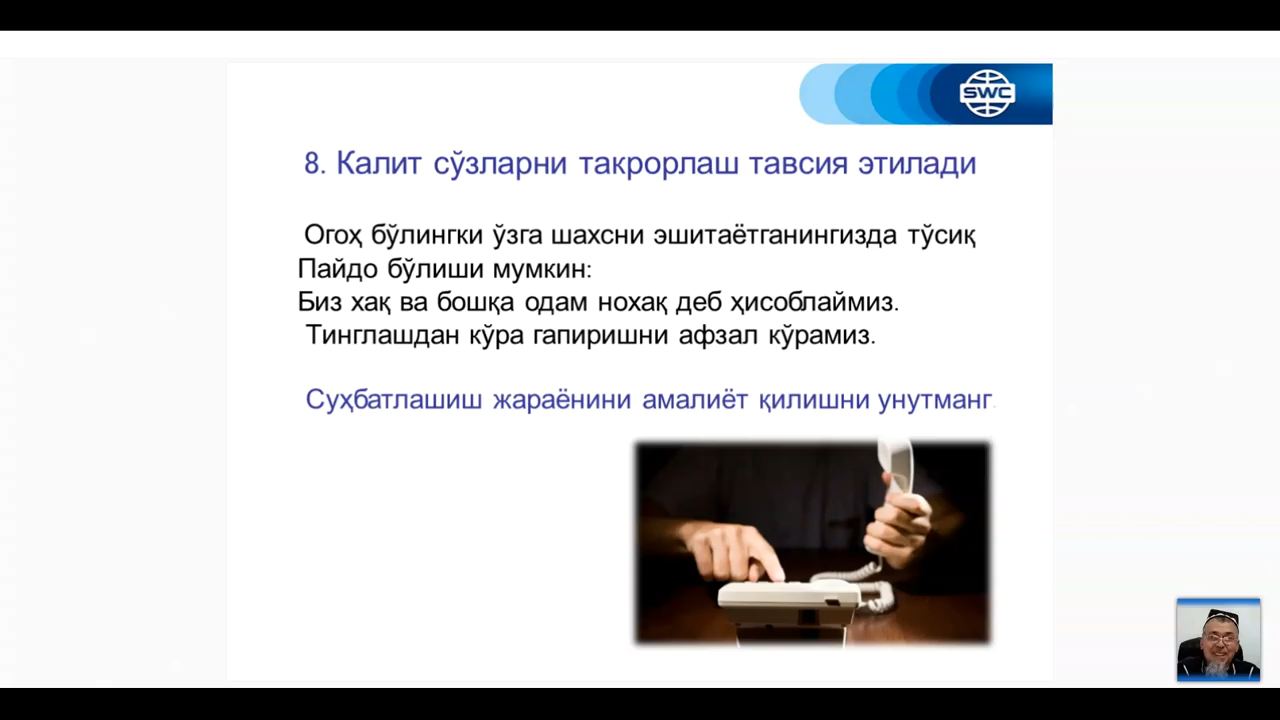 SWC
8. Калит сўзларни такрорлаш тавсия этилади
Огоҳ бўлингки ўзга шахсни эшитаётганингизда тўсиқ
Пайдо бўлиши мумкин:
Биз хақ ва бошқа одам нохақ деб ҳисоблаймиз.
Тинглашдан кўра гапиришни афзал кўрамиз.
Суҳбатлашиш жараёнини амалиёт қилишни унутманг.